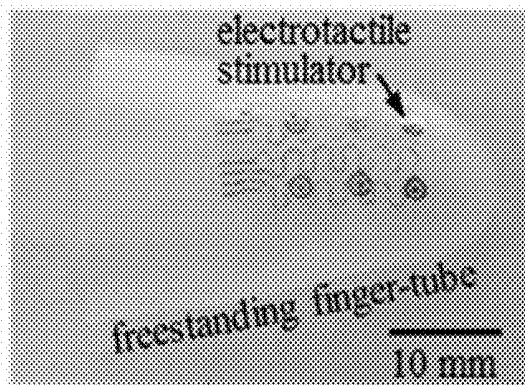 electrotactile
stimulator
freestanding finger-tube
10 mm